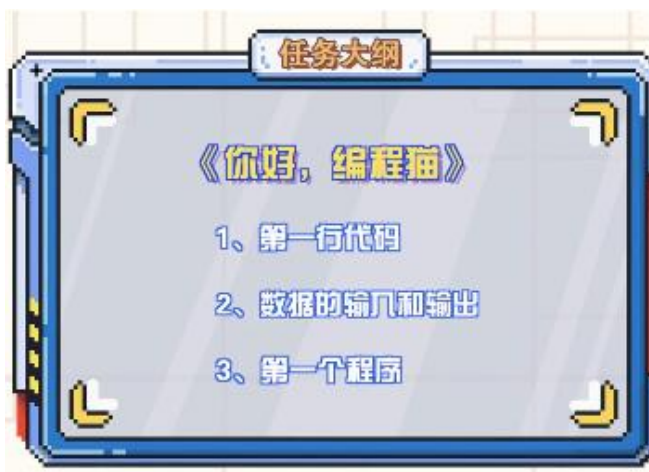 任务大纲
《你好，编程猫》
1、第一行代码
2、数据的输入和输出
3、第一个程序